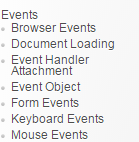 Events
Browser Events
Document Loading
Event Handler
Attachment
Event Object
Form Events
Keyboard Events
Mouse Events